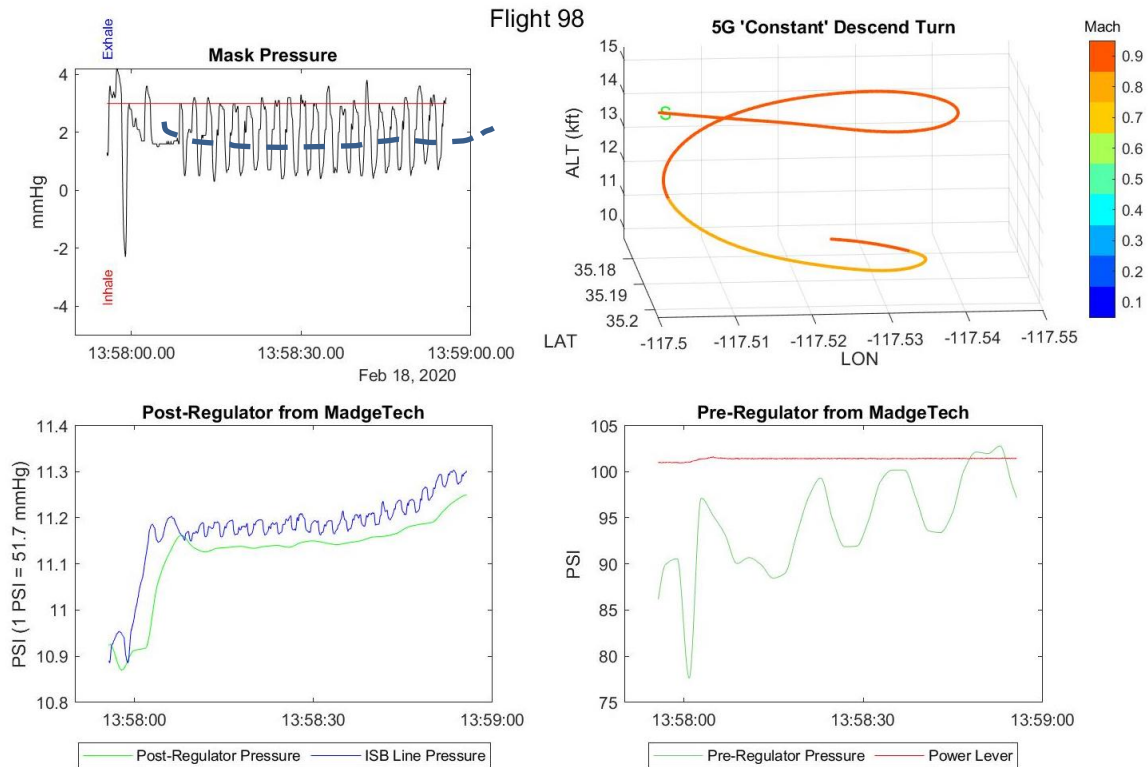 Flight 98
Mask Pressure
Exhale
Inhale
mmHg
4
2
0
-2
-4
13:58:00.00
13:58:30.00
13:59:00.00
Feb 18, 2020
5G 'Constant' Descend Turn
S
ALT (kft)
15
14
13
12
11
10
35.18
35.19
35.2
LAT
-117.5
-117.51
-117.52
-117.53
-117.54
-117.55
LON
Mach
0.9
0.8
0.7
0.6
0.5
0.4
0.3
0.2
0.1
Post-Regulator from MadgeTech
PSI (1 PSI = 51.7 mmHg)
11.4
11.3
11.2
11.1
11
10.9
10.8
13:58:00
13:58:30
13:59:00
Post-Regulator Pressure
ISB Line Pressure
Pre-Regulator from MadgeTech
PSI
105
100
95
90
85
80
75
13:58:00
13:58:30
13:59:00
Pre-Regulator Pressure
Power Lever